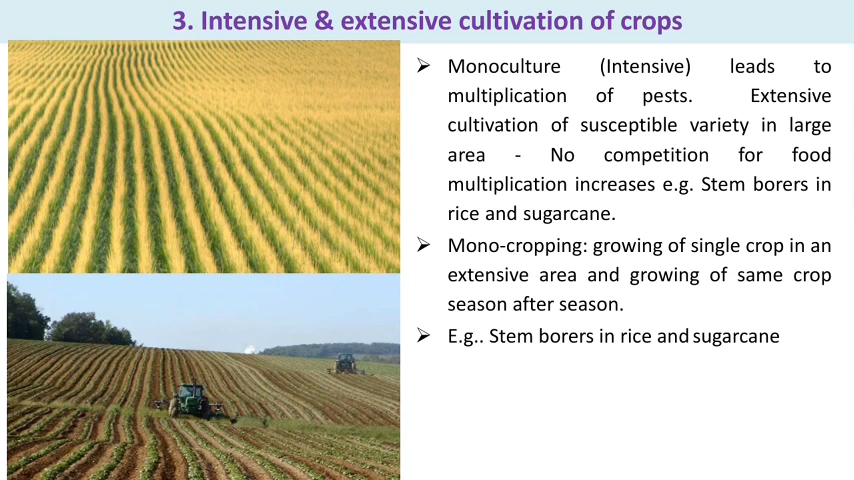 3. Intensive & extensive cultivation of crops
➢ Monoculture (Intensive) leads to
multiplication of pests. Extensive
cultivation of susceptible variety in large
area - No competition for food
multiplication increases e.g. Stem borers in
rice and sugarcane.
➢ Mono-cropping: growing of single crop in an
extensive area and growing of same crop
season after season.
➢ E.g.. Stem borers in rice and sugarcane